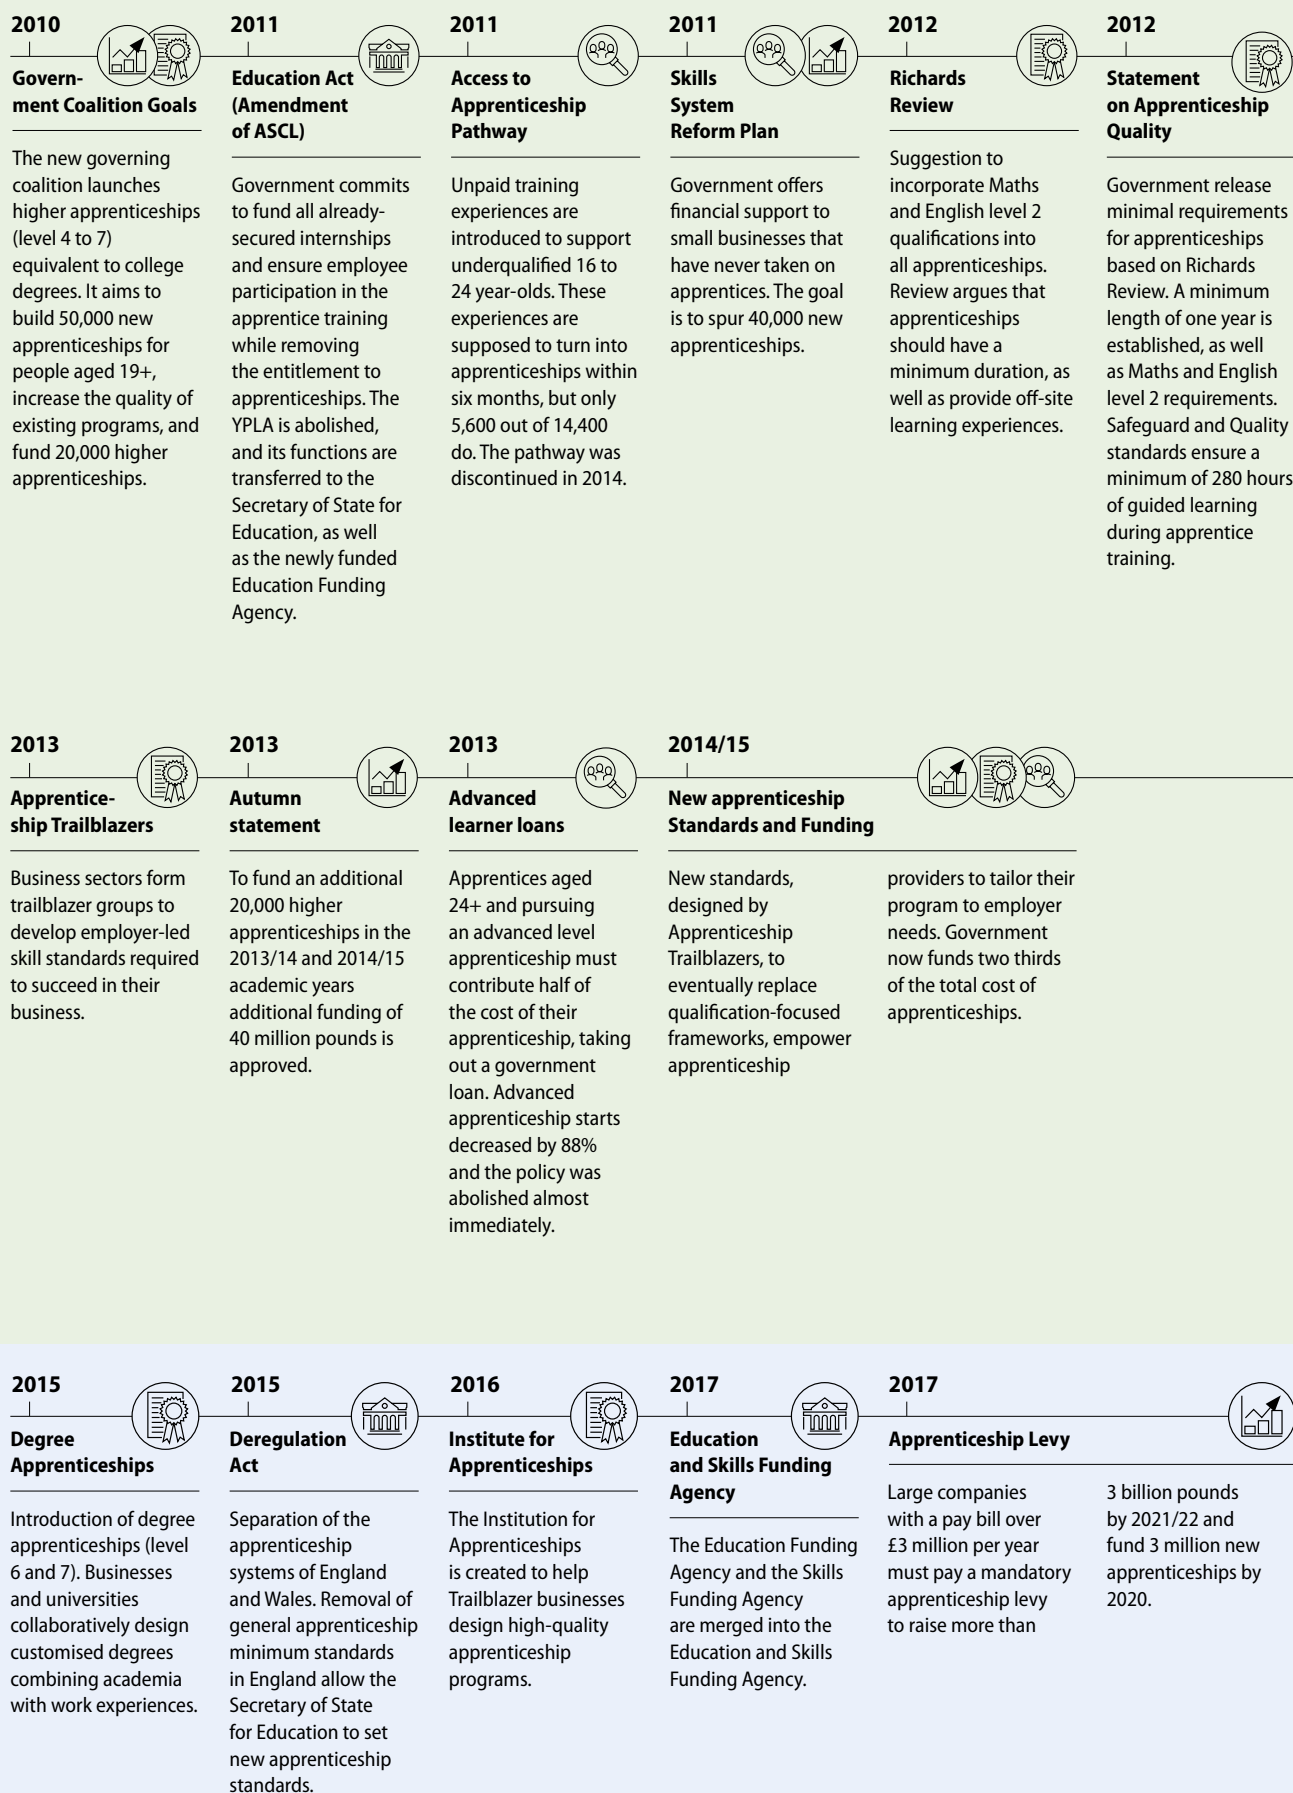 2010
Govern-
ment Coalition Goals
The new governing
coalition launches
higher apprenticeships
(level 4 to 7)
equivalent to college
degrees. It aims to
build 50,000 new
apprenticeships for
people aged 19+,
increase the quality of
existing programs, and
fund 20,000 higher
apprenticeships.
2011
Education Act
(Amendment
of ASCL)
Government commits
to fund all already-
secured internships
and ensure employee
participation in the
apprentice training
while removing
the entitlement to
apprenticeships. The
YPLA is abolished,
and its functions are
transferred to the
Secretary of State for
Education, as well
as the newly funded
Education Funding
Agency.
2011
Access to
Apprenticeship
Pathway
Unpaid training
experiences are
introduced to support
underqualified 16 to
24 year-olds. These
experiences are
supposed to turn into
apprenticeships within
six months, but only
5,600 out of 14,400
do. The pathway was
discontinued in 2014.
2011
Skills
System
Reform Plan
Government offers
financial support to
small businesses that
have never taken on
apprentices. The goal
is to spur 40,000 new
apprenticeships.
2012
Richards
Review
Suggestion to
incorporate Maths
and English level 2
qualifications into
all apprenticeships.
Review argues that
apprenticeships
should have a
minimum duration, as
well as provide off-site
learning experiences.
2012
Statement
on Apprenticeship
Quality
Government release
minimal requirements
for apprenticeships
based on Richards
Review. A minimum
length of one year is
established, as well
as Maths and English
level 2 requirements.
Safeguard and Quality
standards ensure a
minimum of 280 hours
of guided learning
during apprentice
training.
2013
Apprentice-
ship Trailblazers
Business sectors form
trailblazer groups to
develop employer-led
skill standards required
to succeed in their
business.
2013
Autumn
statement
To fund an additional
20,000 higher
apprenticeships in the
2013/14 and 2014/15
academic years
additional funding of
40 million pounds is
approved.
2013
Advanced
learner loans
Apprentices aged
24+ and pursuing
an advanced level
apprenticeship must
contribute half of
the cost of their
apprenticeship, taking
out a government
loan. Advanced
apprenticeship starts
decreased by 88%
and the policy was
abolished almost
immediately.
2014/15
New apprenticeship
Standards and Funding
New standards,
designed by
Apprenticeship
Trailblazers, to
eventually replace
qualification-focused
frameworks, empower
apprenticeship
providers to tailor their
program to employer
needs. Government
now funds two thirds
of the total cost of
apprenticeships.
2015
Degree
Apprenticeships
Introduction of degree
apprenticeships (level
6 and 7). Businesses
and universities
collaboratively design
customised degrees
combining academia
with work experiences.
2015
Deregulation
Act
Separation of the
apprenticeship
systems of England
and Wales. Removal of
general apprenticeship
minimum standards
in England allow the
Secretary of State
for Education to set
new apprenticeship
standards.
2016
Institute for
Apprenticeships
The Institution for
Apprenticeships
is created to help
Trailblazer businesses
design high-quality
apprenticeship
programs.
2017
Education
and Skills Funding
Agency
The Education Funding
Agency and the Skills
Funding Agency
are merged into the
Education and Skills
Funding Agency.
2017
Apprenticeship Levy
Large companies
with a pay bill over
£3 million per year
must pay a mandatory
apprenticeship levy
to raise more than
3 billion pounds
by 2021/22 and
fund 3 million new
apprenticeships by
2020.